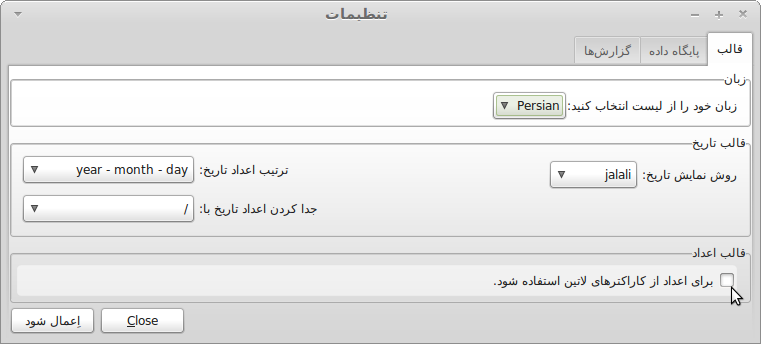 تنظیمات
قالب
پایگاه داده
گزارش‌ها
زبان
زبان خود را از لیست انتخاب کنید:
Persian
قالب تاریخ
روش نمایش تاریخ:
jalali
ترتیب اعداد تاریخ:
year - month - day
جدا کردن اعداد تاریخ با:
/
قالب اعداد
برای اعداد از کاراکترهای لاتین استفاده شود.
Close
اِعمال شود